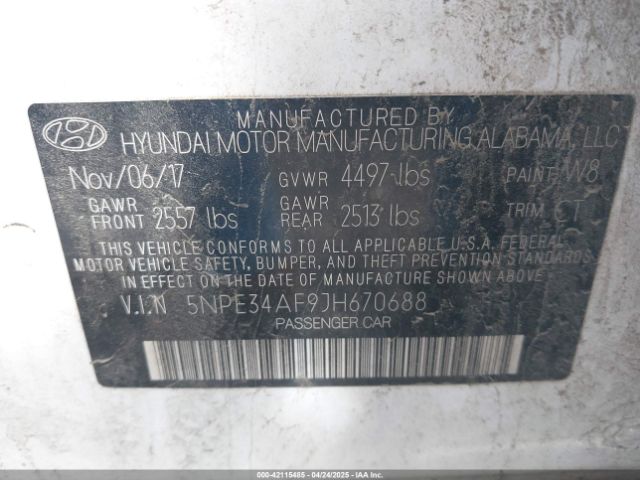 MANUFACTURED BY
HYUNDAI MOTOR MANUFACTURING ALABAMA, LLC
Nov/06/17 GVWR 4497 lbs PAINT W8
GAWR FRONT 2557 lbs GAWR REAR 2513 lbs TRIM CT
THIS VEHICLE CONFORMS TO ALL APPLICABLE U.S.A. FEDERAL
MOTOR VEHICLE SAFETY, BUMPER, AND THEFT PREVENTION STANDARDS
IN EFFECT ON THE DATE OF MANUFACTURE SHOWN ABOVE.
V.I.N 5NPE34AF9JH670688
PASSENGER CAR
000-42115485 04/24/2025 - IAA Inc.